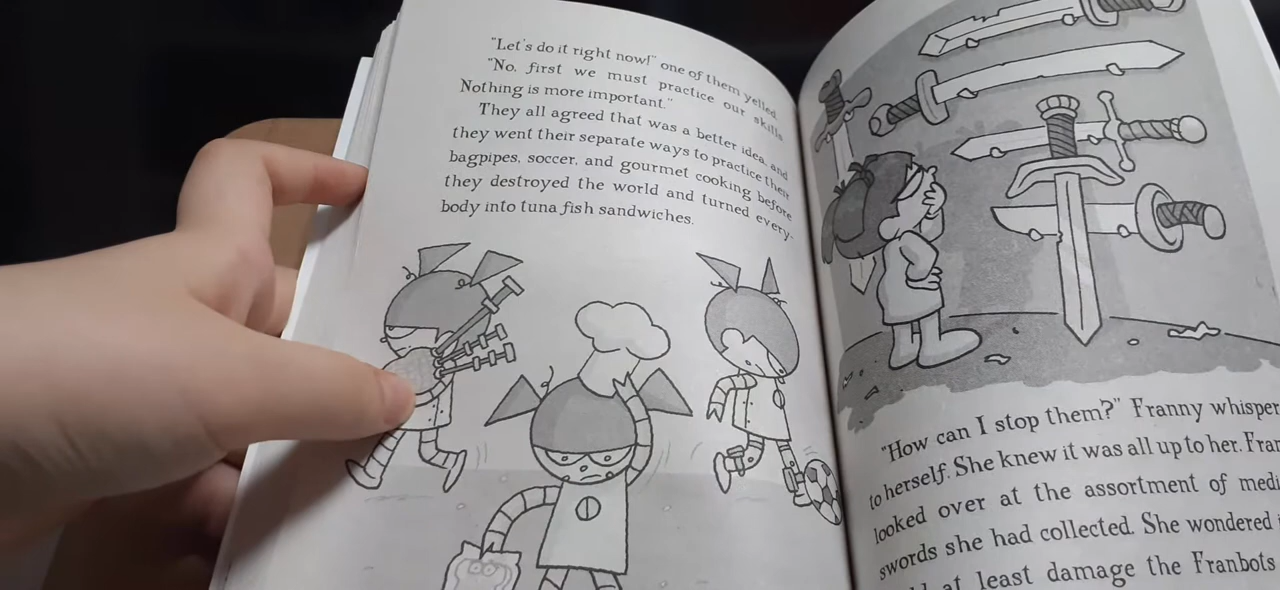 "Let's do it right now!" one of them yelled.
"No, first we must practice our skills
Nothing is more important."
They all agreed that was a better idea, and
they went their separate ways to practice their
bagpipes, soccer, and gourmet cooking before
they destroyed the world and turned every-
body into tuna fish sandwiches.
"How can I stop them?" Franny whisper
to herself. She knew it was all up to her. Fran
looked over at the assortment of medi
swords she had collected. She wondered
at least damage the Franbots